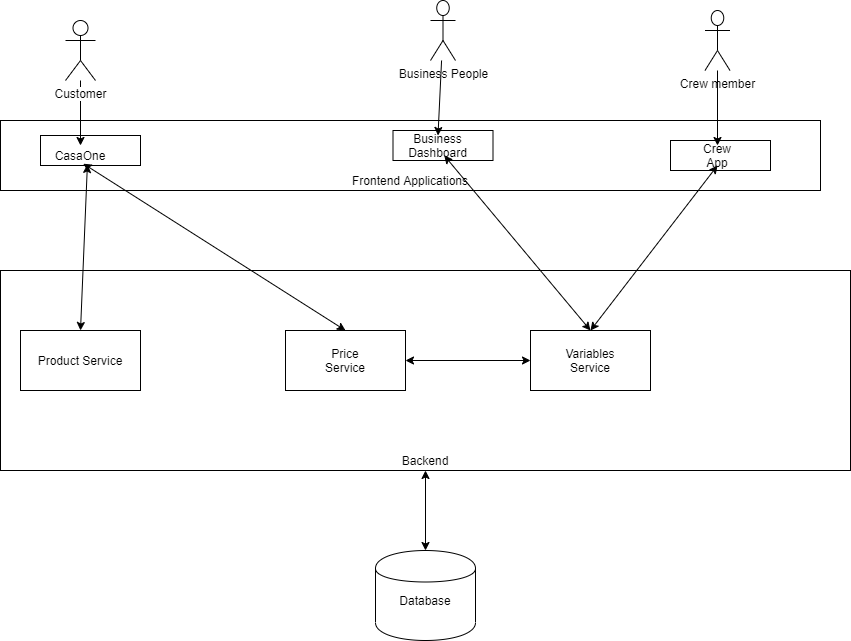 Customer
Business People
Crew member
CasaOne
Business
Dashboard
Crew
App
Frontend Applications
Product Service
Price
Service
Variables
Service
Backend
Database